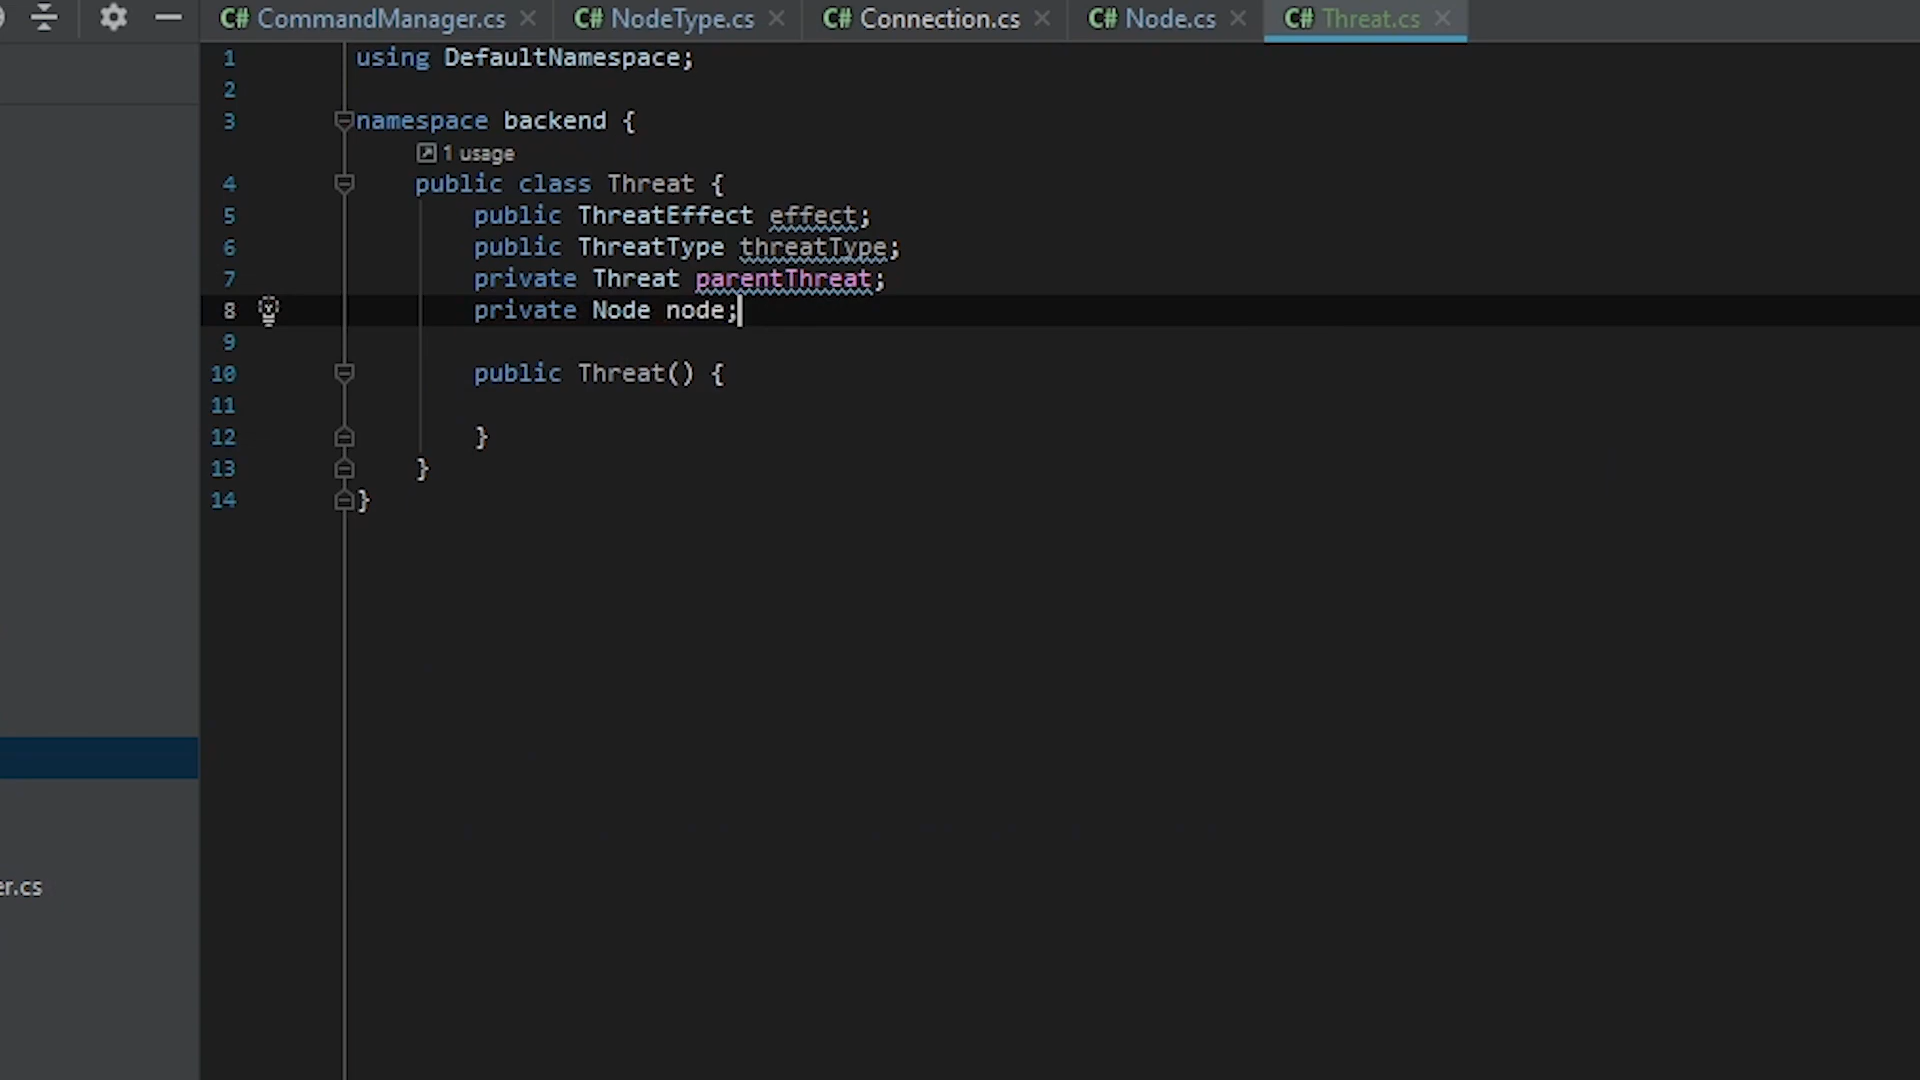 C# CommandManager.cs C# NodeType.cs C# Connection.cs C# Node.cs C# Threat.cs
1 using DefaultNamespace;
2
3 namespace backend {
1 usage
4 public class Threat {
5 public ThreatEffect effect;
6 public ThreatType threatType;
7 private Threat parentThreat;
8 private Node node;
9
10 public Threat() {
11
12 }
13 }
14 }
er.cs